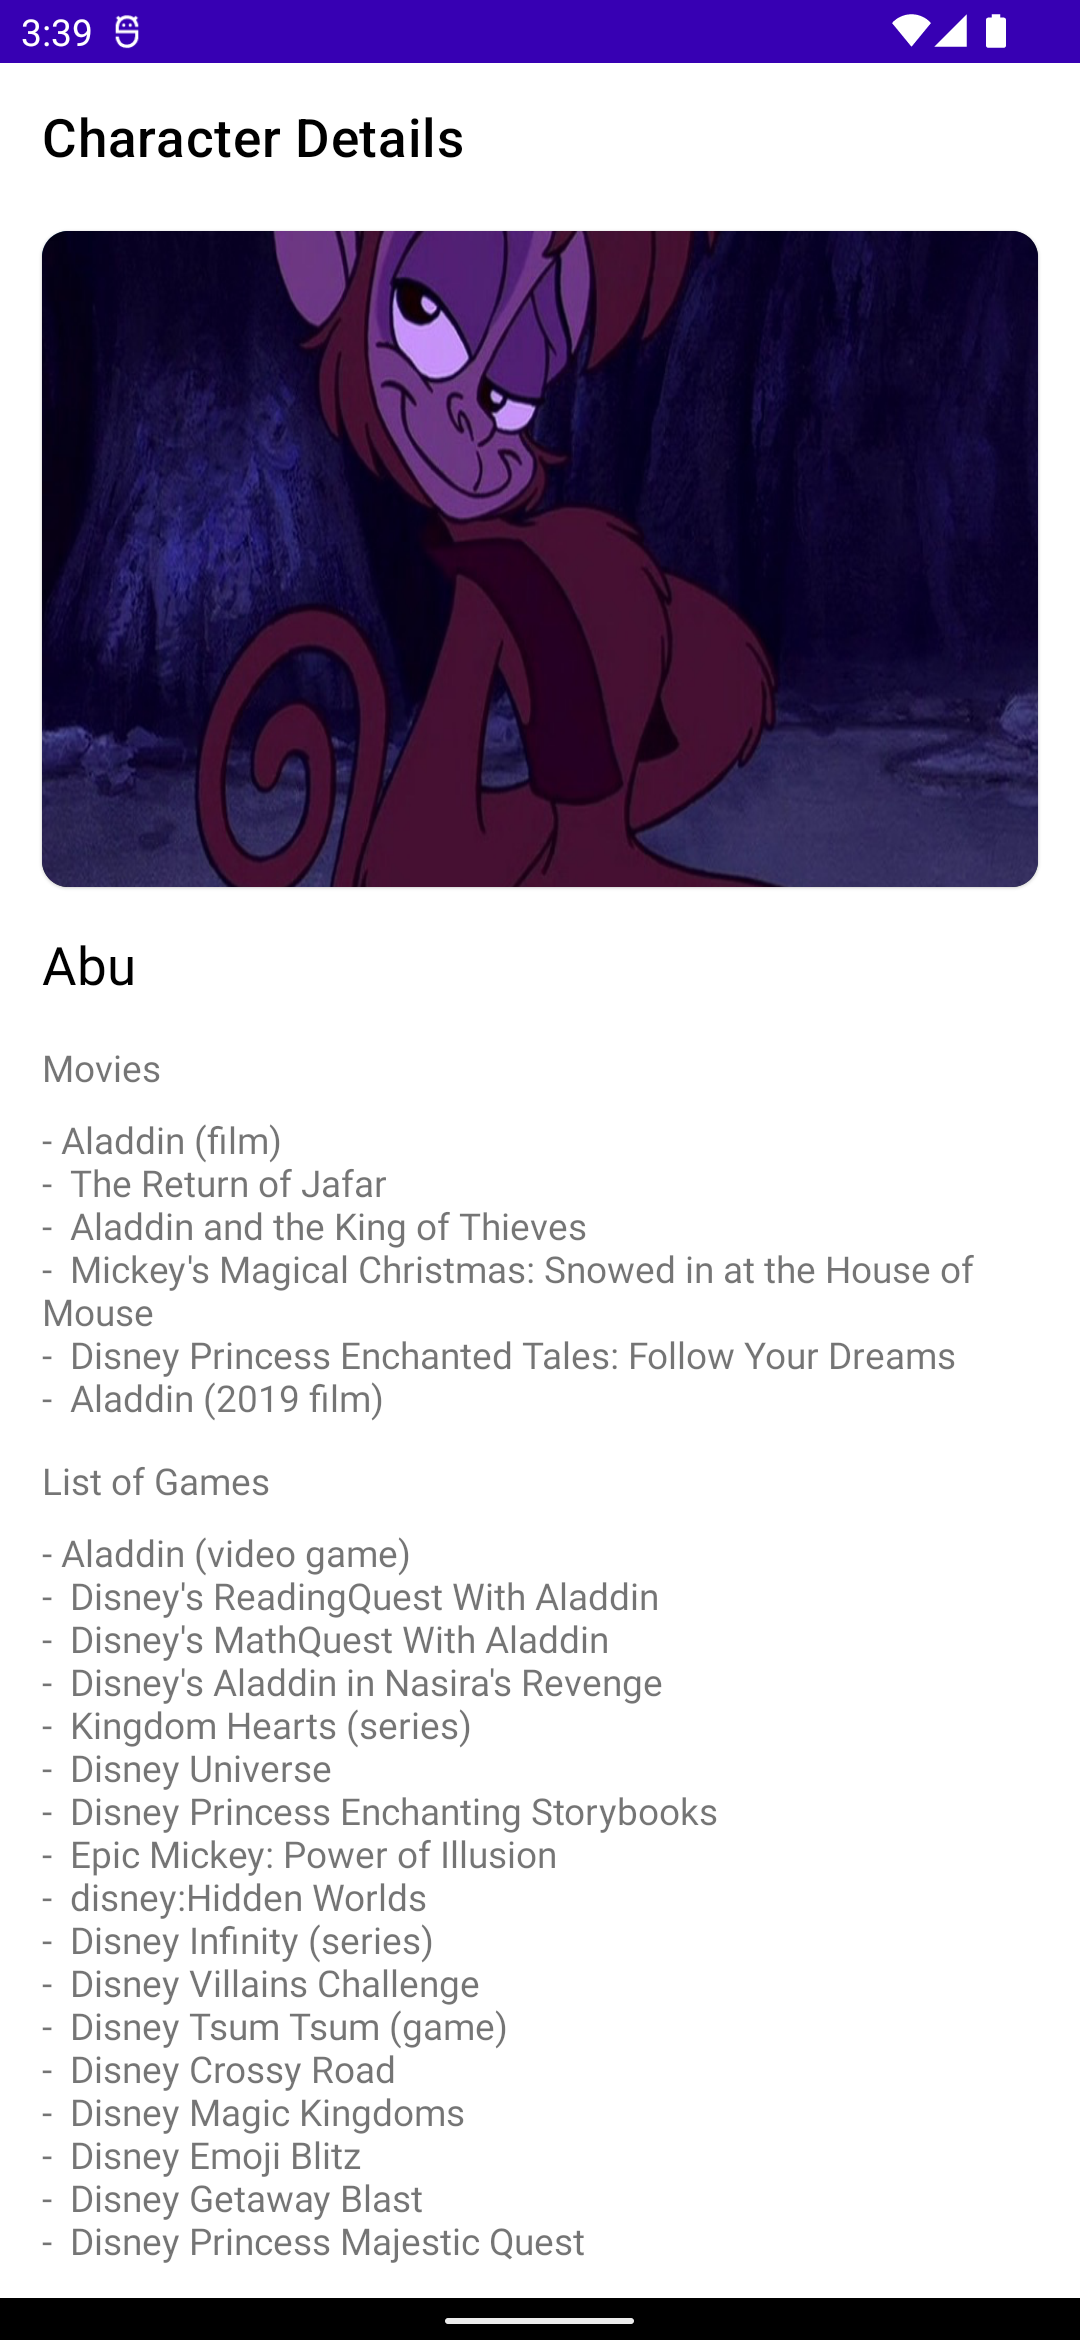 3:39
Character Details
Abu
Movies
- Aladdin (film)
-  The Return of Jafar
-  Aladdin and the King of Thieves
-  Mickey's Magical Christmas: Snowed in at the House of
Mouse
-  Disney Princess Enchanted Tales: Follow Your Dreams
-  Aladdin (2019 film)
List of Games
- Aladdin (video game)
-  Disney's ReadingQuest With Aladdin
-  Disney's MathQuest With Aladdin
-  Disney's Aladdin in Nasira's Revenge
-  Kingdom Hearts (series)
-  Disney Universe
-  Disney Princess Enchanting Storybooks
-  Epic Mickey: Power of Illusion
-  disney:Hidden Worlds
-  Disney Infinity (series)
-  Disney Villains Challenge
-  Disney Tsum Tsum (game)
-  Disney Crossy Road
-  Disney Magic Kingdoms
-  Disney Emoji Blitz
-  Disney Getaway Blast
-  Disney Princess Majestic Quest